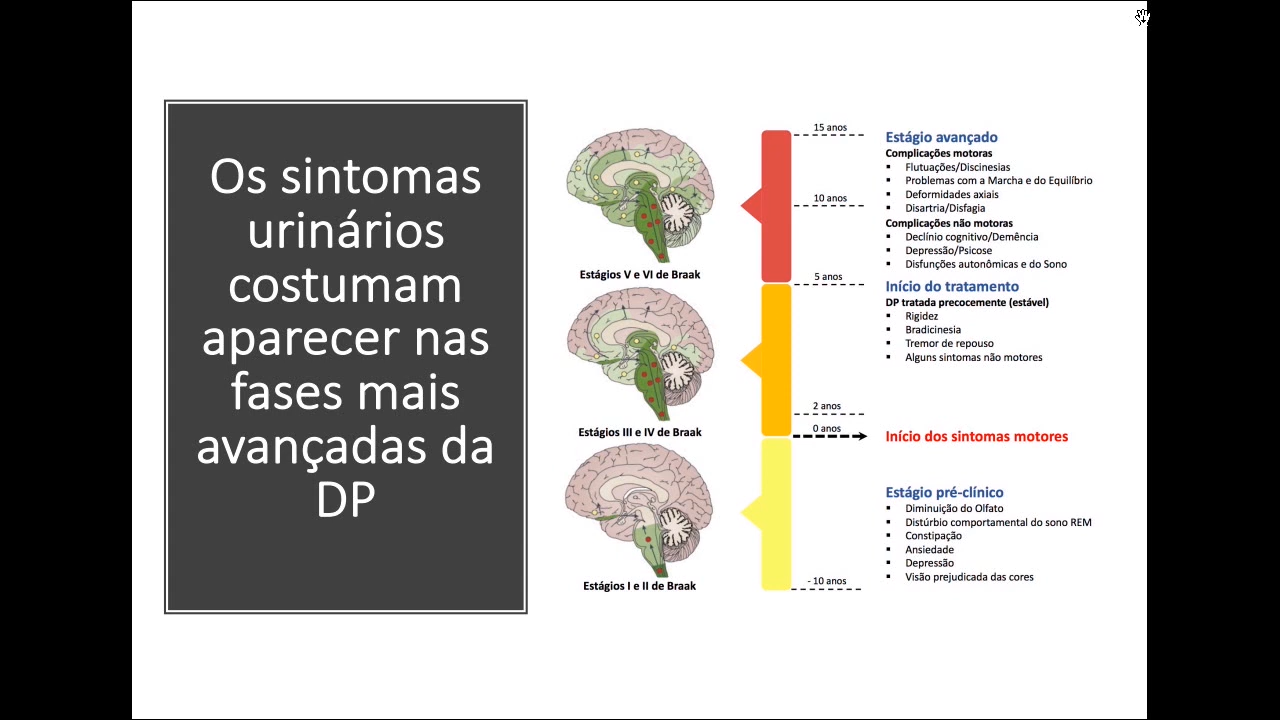 Os sintomas
urinários
costumam
aparecer nas
fases mais
avançadas da
DP
Estágios V e VI de Braak
Estágios III e IV de Braak
Estágios I e II de Braak
15 anos
10 anos
5 anos
2 anos
0 anos
- 10 anos
Estágio avançado
Complicações motoras
Flutuações/Discinesias
Problemas com a Marcha e do Equilíbrio
Deformidades axiais
Disartria/Disfagia
Complicações não motoras
Declínio cognitivo/Demência
Depressão/Psicose
Disfunções autonômicas e do Sono
Início do tratamento
DP tratada precocemente (estável)
Rigidez
Bradicinesia
Tremor de repouso
Alguns sintomas não motores
Início dos sintomas motores
Estágio pré-clínico
Diminuição do Olfato
Distúrbio comportamental do sono REM
Constipação
Ansiedade
Depressão
Visão prejudicada das cores